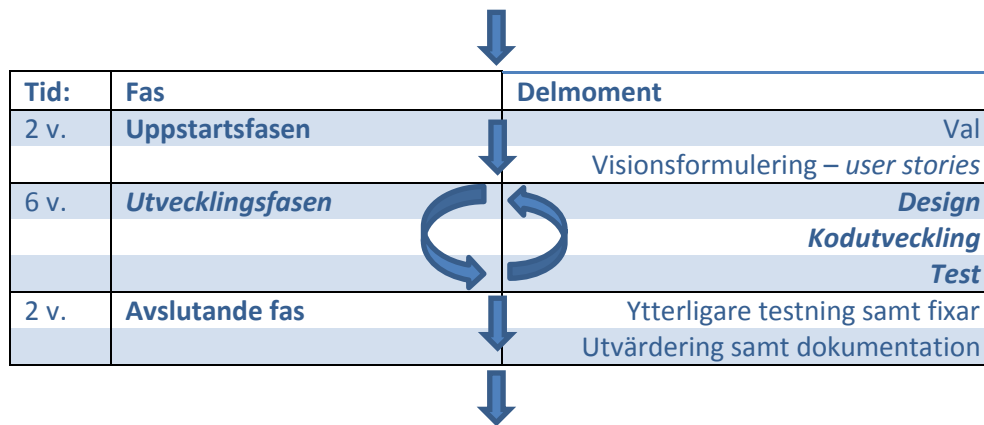 Tid: Fas Delmoment
2 v. Uppstartsfasen Val
Visionsformulering – user stories
6 v. Utvecklingsfasen Design
Kodutveckling
Test
2 v. Avslutande fas Ytterligare testning samt fixar
Utvärdering samt dokumentation